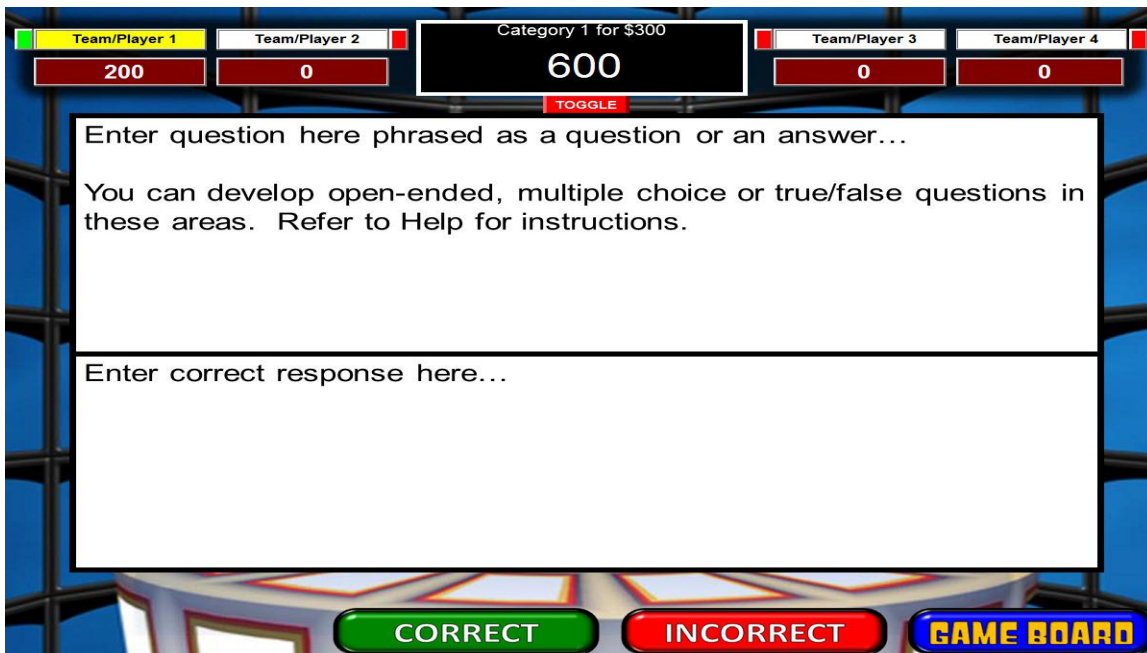 Category 1 for $300
Team/Player 1 Team/Player 2 600 Team/Player 3 Team/Player 4
200 0 0 0
TOGGLE
Enter question here phrased as a question or an answer...
You can develop open-ended, multiple choice or true/false questions in
these areas. Refer to Help for instructions.
Enter correct response here...
CORRECT INCORRECT GAME BOARD